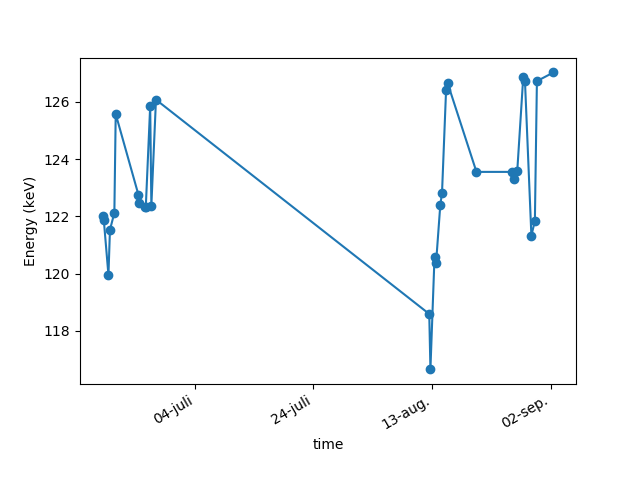 126
124
122
120
118
Energy (keV)
04-juli
24-juli
13-aug.
02-sep.
time